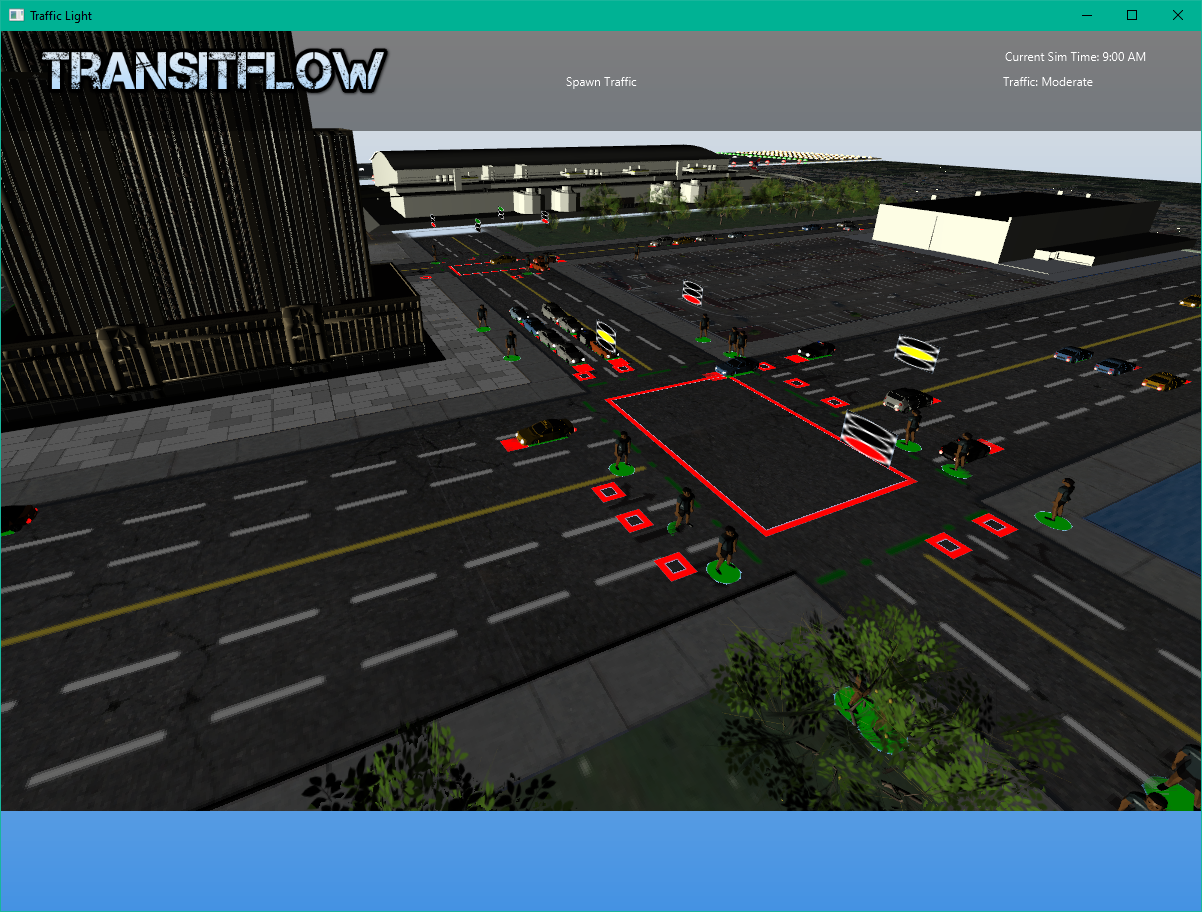 Traffic Light
TRANSITFLOW
Current Sim Time: 9:00 AM
Spawn Traffic
Traffic: Moderate